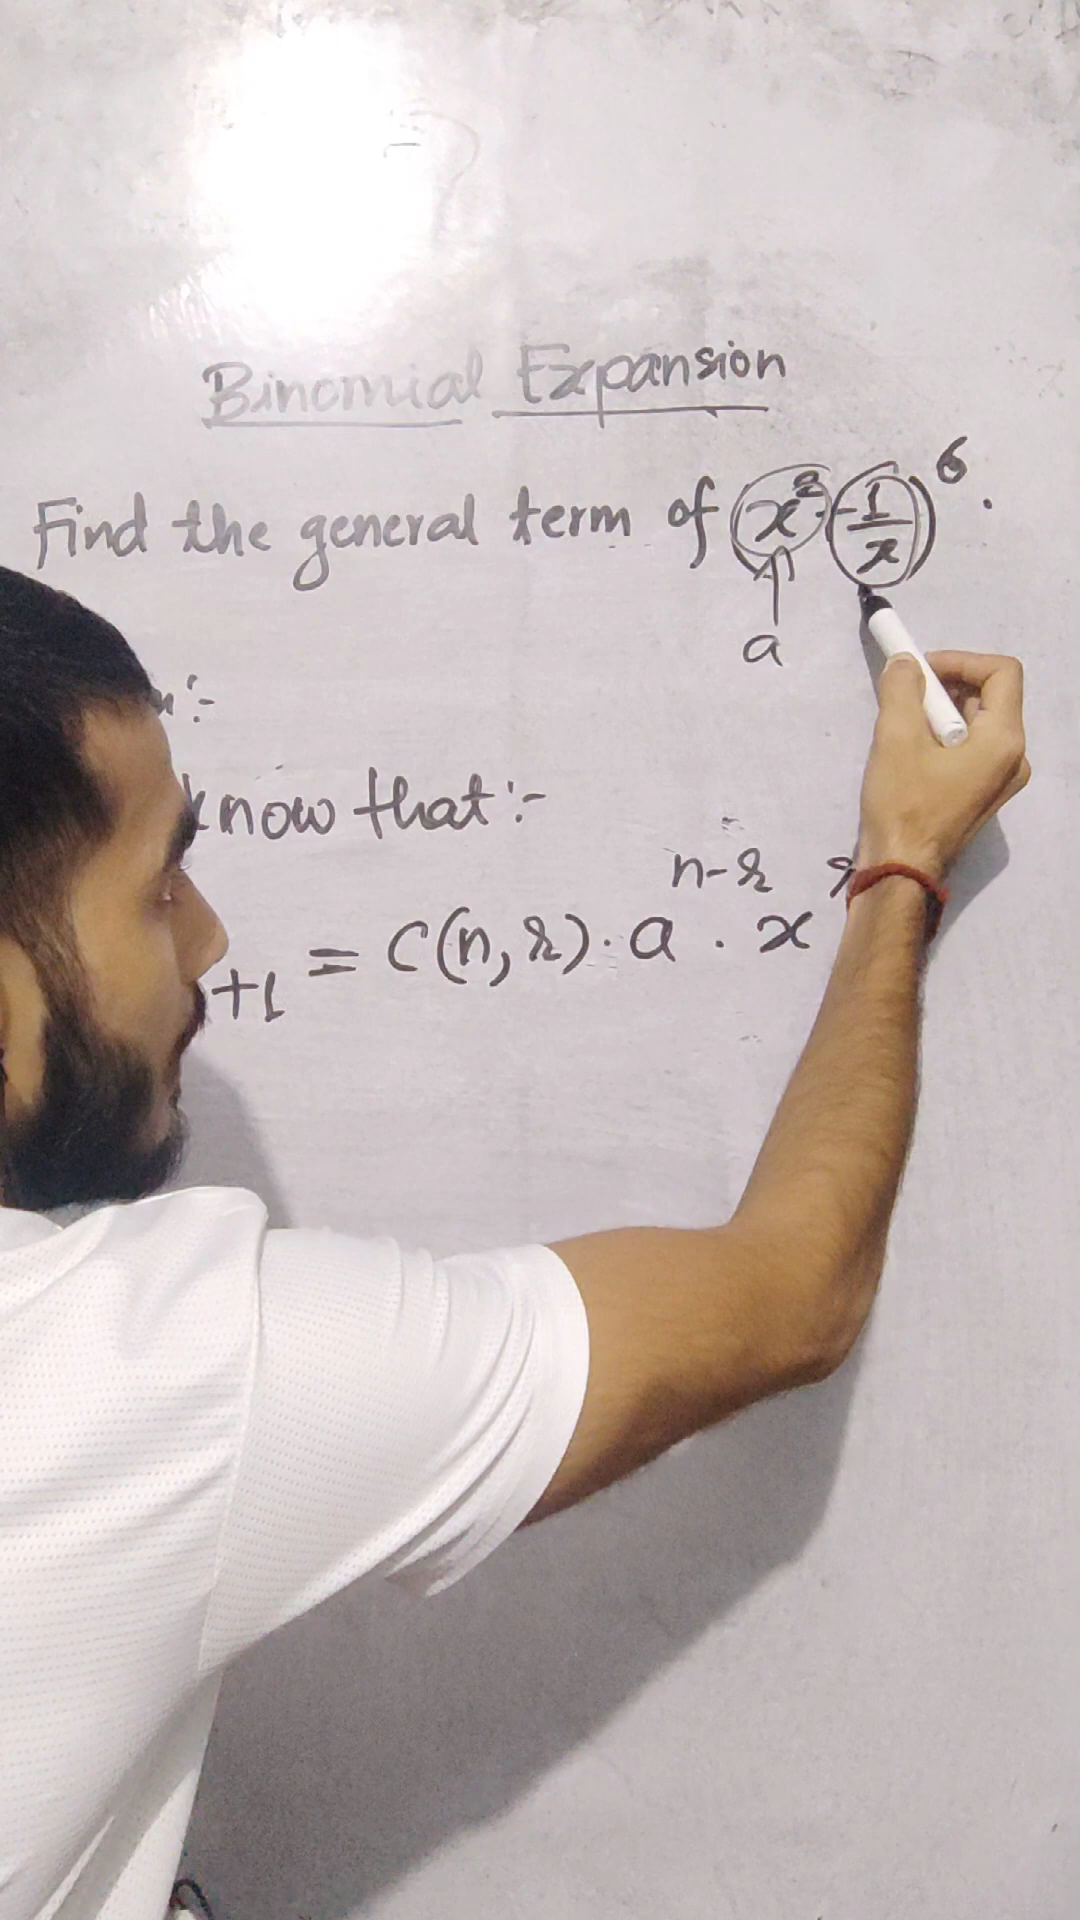 Binomial Expansion
Find the general term of (x² - 1/x)⁶.
a
know that :-
+1 = C(n, r) . a^(n-r) . x^r